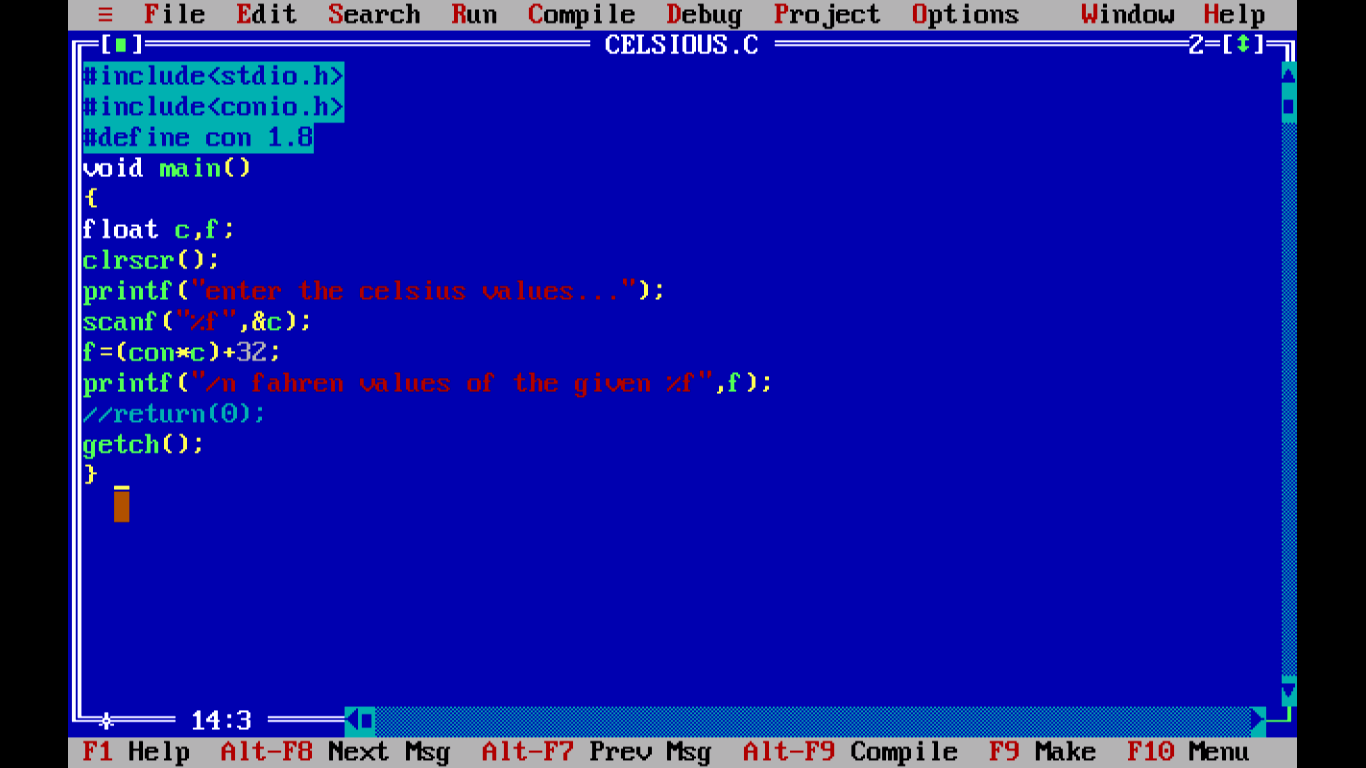 ≡ File Edit Search Run Compile Debug Project Options Window Help
[■] CELSIOUS.C 2=[↕]
#include<stdio.h>
#include<conio.h>
#define con 1.8
void main()
{
float c,f;
clrscr();
printf("enter the celsius values...");
scanf("%f",&c);
f=(con*c)+32;
printf("/n fahren values of the given %f",f);
//return(0);
getch();
}
14:3
F1 Help Alt-F8 Next Msg Alt-F7 Prev Msg Alt-F9 Compile F9 Make F10 Menu